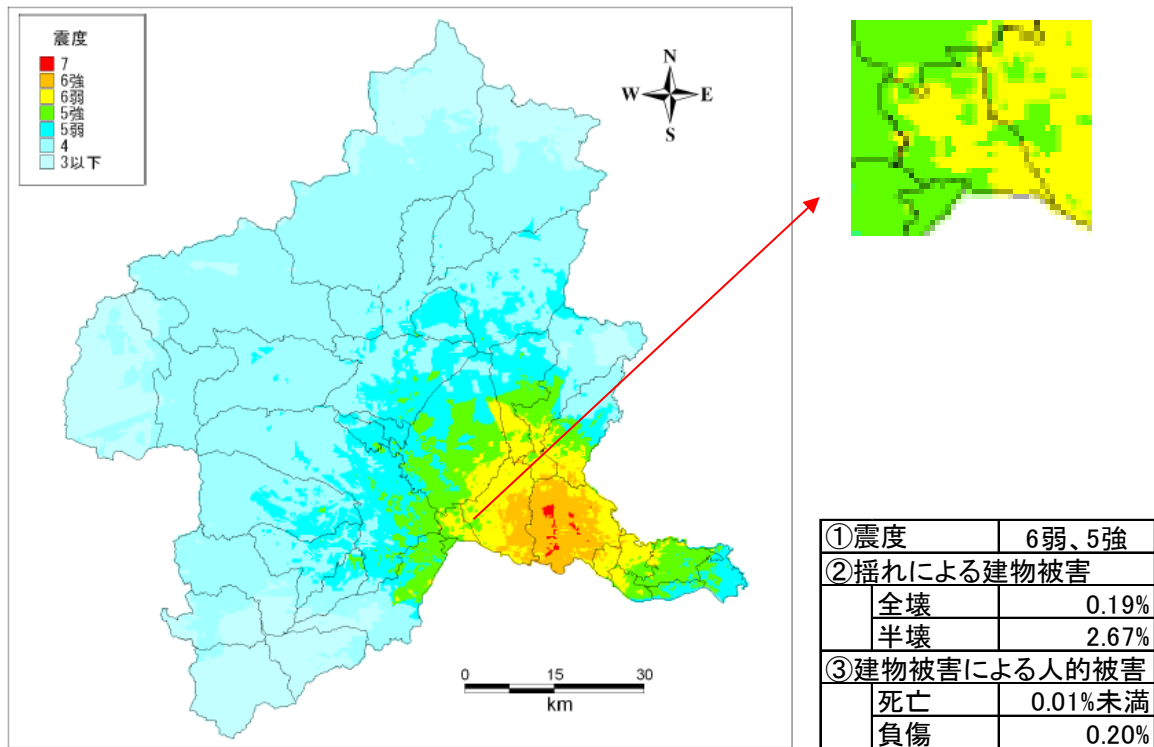 震度
7
6強
6弱
5強
5弱
4
3以下
N
W E
S
0 15 30
km
①震度 6弱、5強
②揺れによる建物被害
全壊 0.19%
半壊 2.67%
③建物被害による人的被害
死亡 0.01%未満
負傷 0.20%